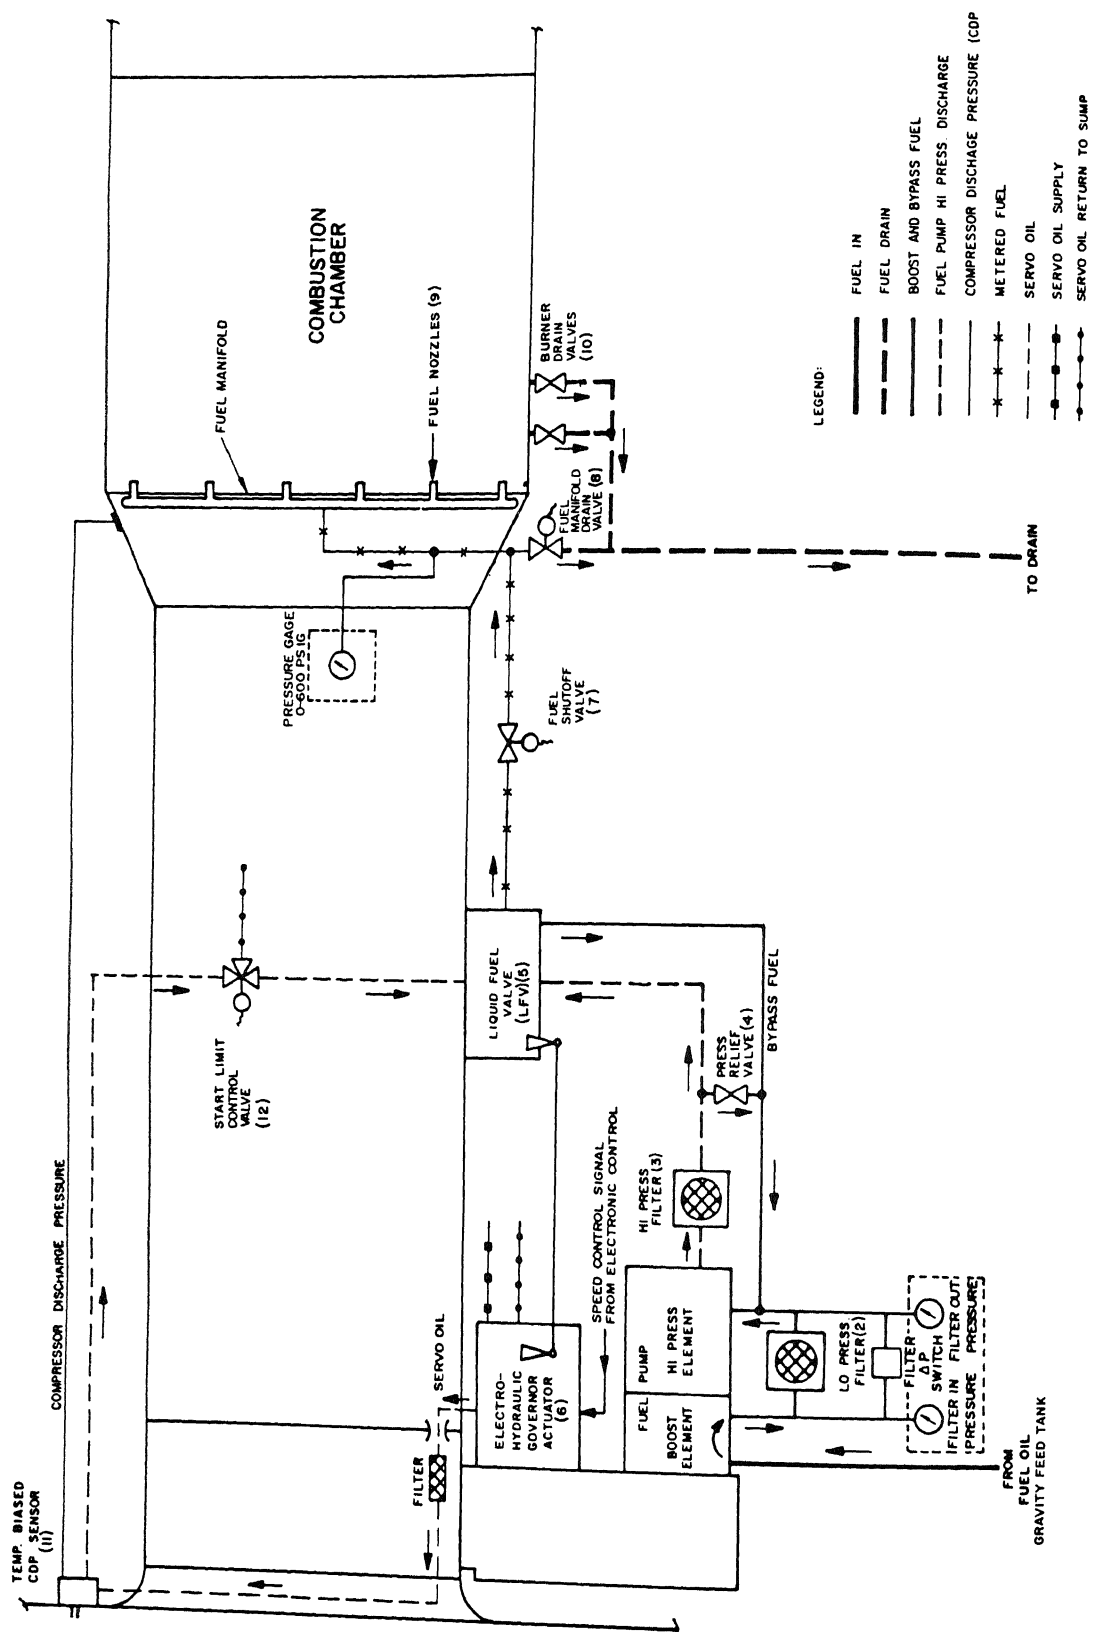 TEMP. BIASED
CDP SENSOR
(11)
COMPRESSOR DISCHARGE PRESSURE
START LIMIT
CONTROL
VALVE
(12)
PRESSURE GAGE
0-600 PSIG
FUEL MANIFOLD
COMBUSTION
CHAMBER
FUEL NOZZLES (9)
BURNER
DRAIN
VALVES
(10)
FUEL
MANIFOLD
DRAIN
VALVE (8)
TO DRAIN
FUEL
SHUTOFF
VALVE
(7)
LIQUID FUEL
VALVE
(LFV)(5)
BYPASS FUEL
PRESS
RELIEF
VALVE(4)
HI PRESS
FILTER(3)
SPEED CONTROL SIGNAL
FROM ELECTRONIC CONTROL
SERVO OIL
FILTER
ELECTRO-
HYDRAULIC
GOVERNOR
ACTUATOR
(6)
FUEL PUMP
BOOST
ELEMENT
HI PRESS
ELEMENT
LO PRESS.
FILTER(2)
FILTER
ΔP
SWITCH
FILTER IN
PRESSURE
FILTER OUT
PRESSURE
FROM
FUEL OIL
GRAVITY FEED TANK
LEGEND:
FUEL IN
FUEL DRAIN
BOOST AND BYPASS FUEL
FUEL PUMP HI PRESS. DISCHARGE
COMPRESSOR DISCHAGE PRESSURE (CDP
METERED FUEL
SERVO OIL
SERVO OIL SUPPLY
SERVO OIL RETURN TO SUMP